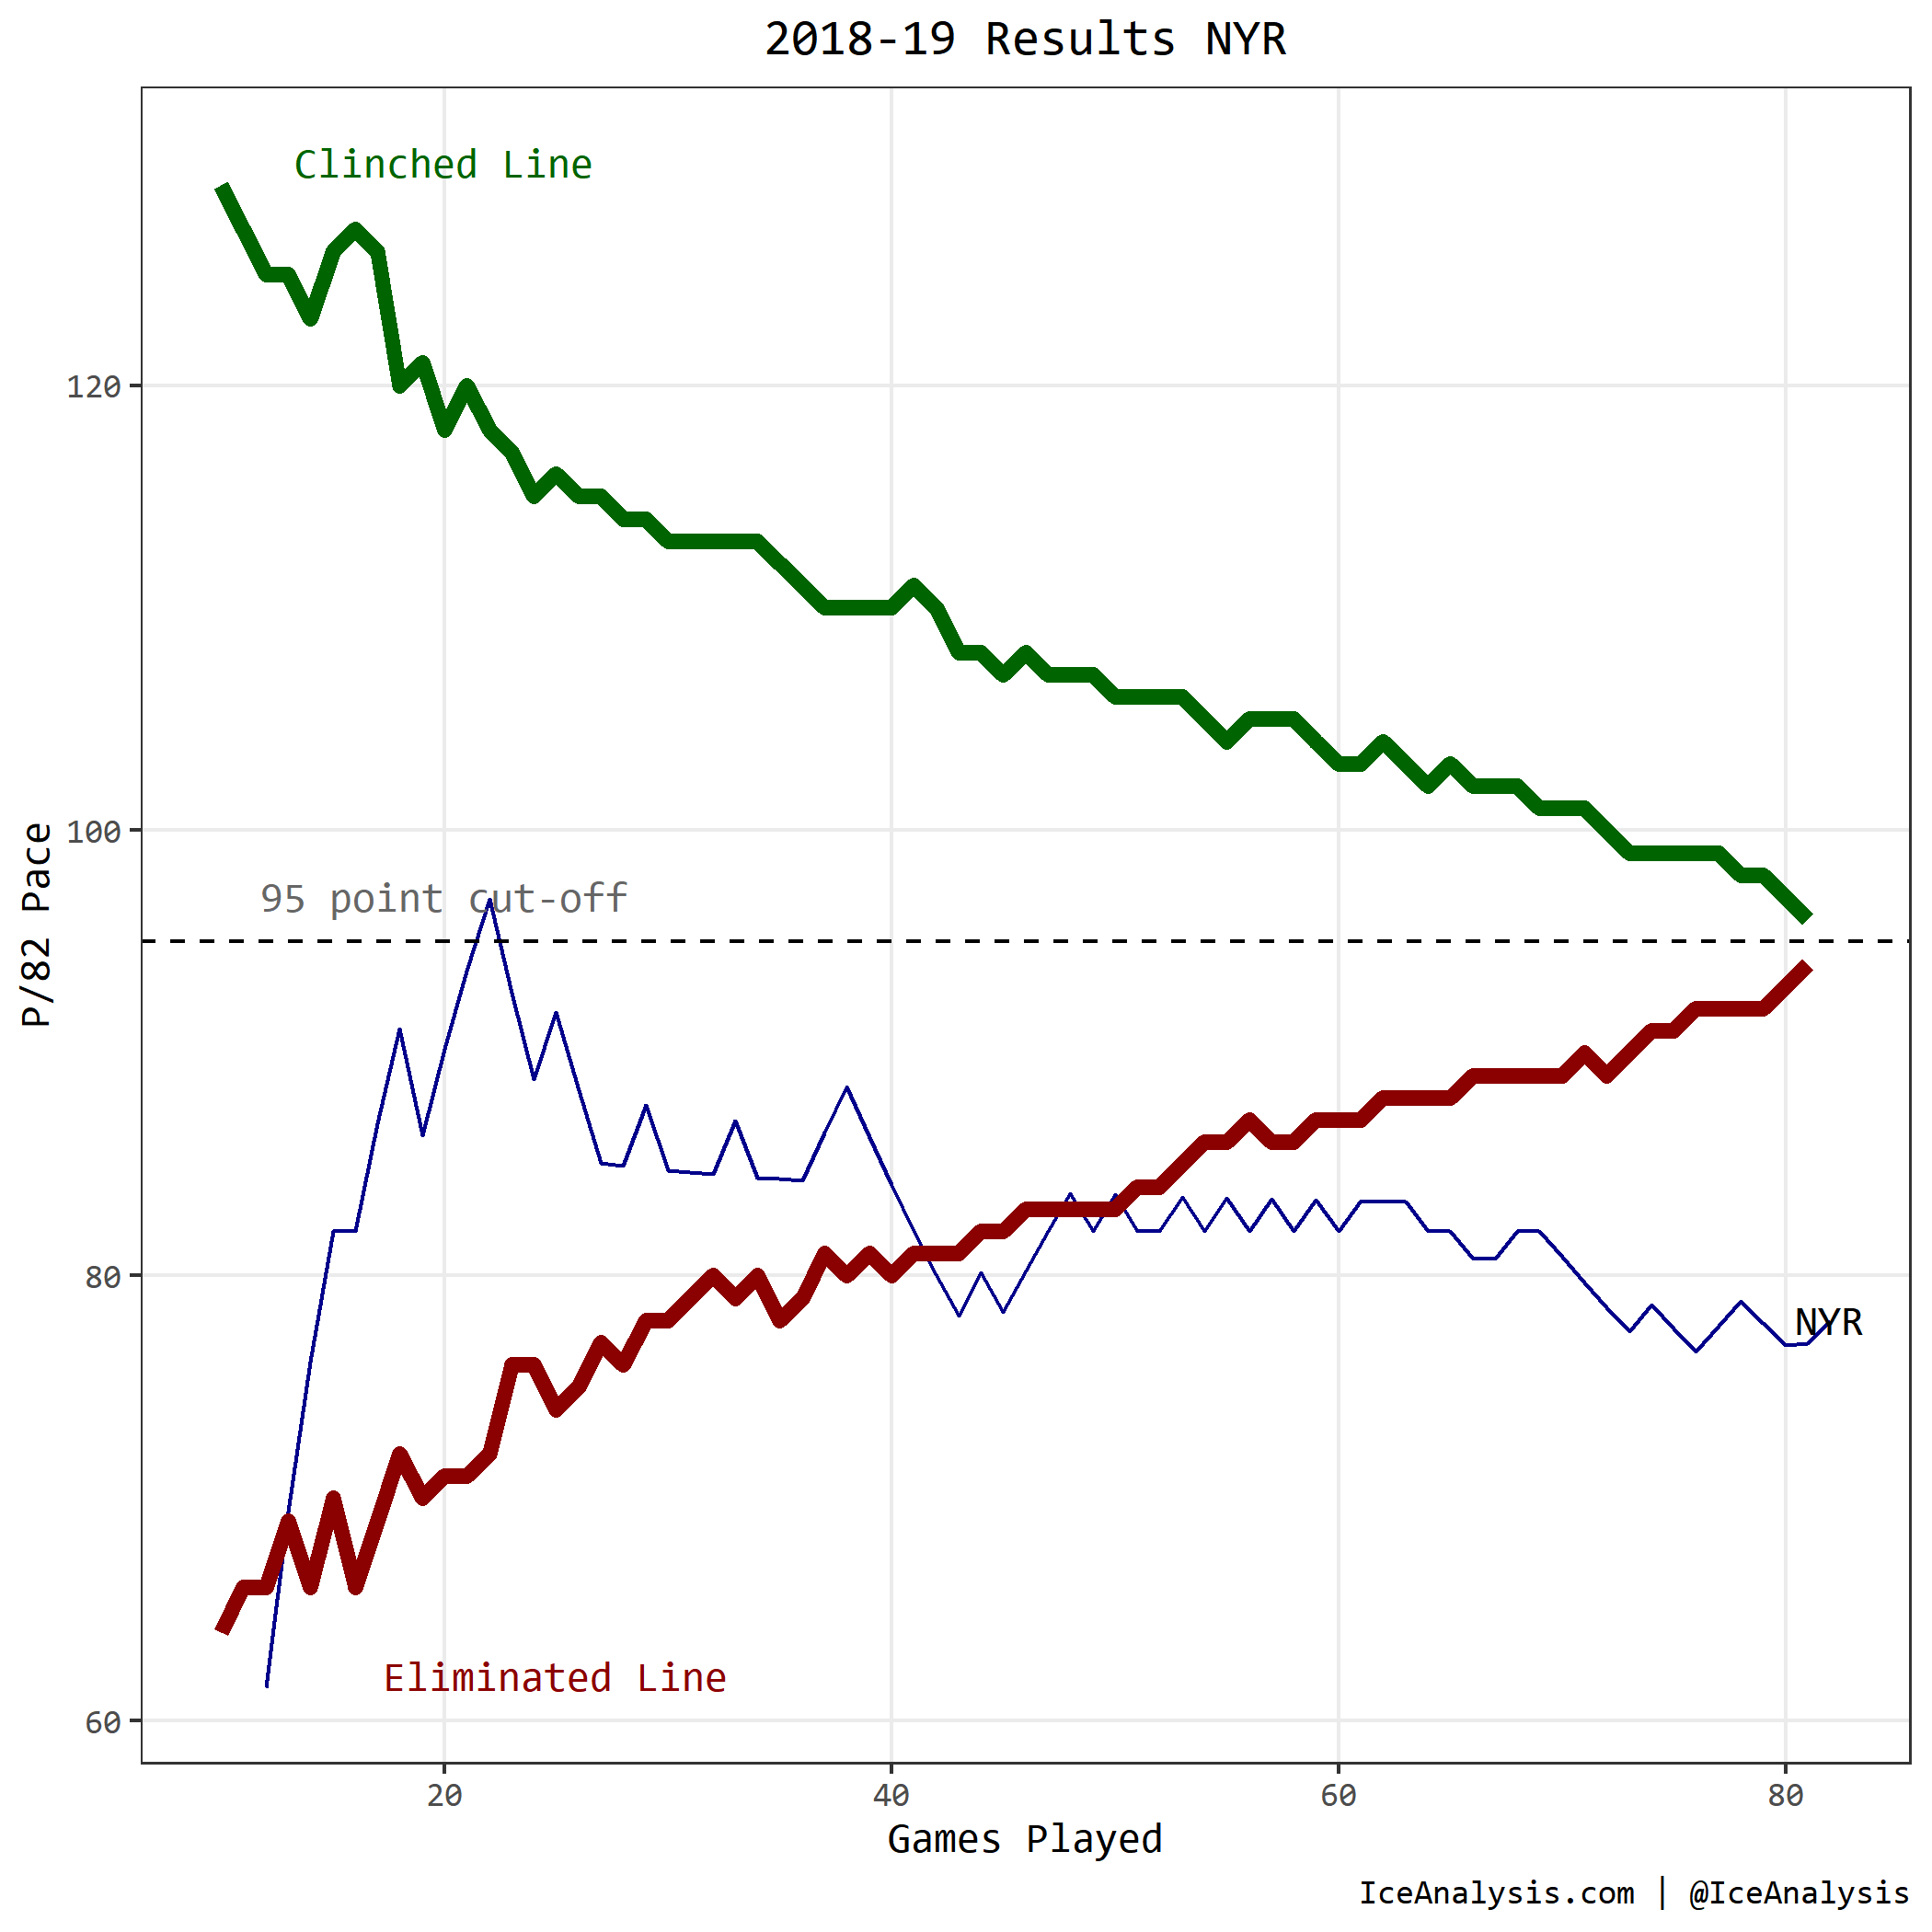 2018-19 Results NYR
Clinched Line
120
100
P/82 Pace
95 point cut-off
80
NYR
Eliminated Line
60
20 40 60 80
Games Played
IceAnalysis.com | @IceAnalysis